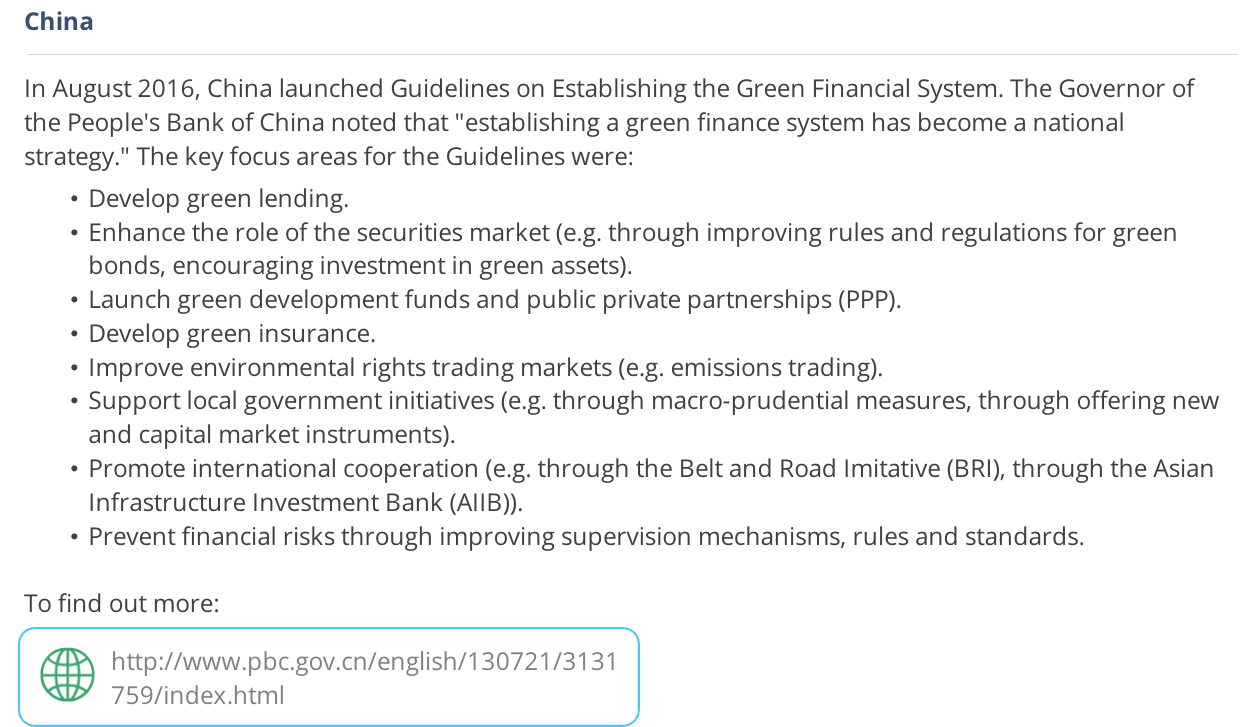 China
In August 2016, China launched Guidelines on Establishing the Green Financial System. The Governor of
the People's Bank of China noted that "establishing a green finance system has become a national
strategy." The key focus areas for the Guidelines were:
• Develop green lending.
• Enhance the role of the securities market (e.g. through improving rules and regulations for green
bonds, encouraging investment in green assets).
• Launch green development funds and public private partnerships (PPP).
• Develop green insurance.
• Improve environmental rights trading markets (e.g. emissions trading).
• Support local government initiatives (e.g. through macro-prudential measures, through offering new
and capital market instruments).
• Promote international cooperation (e.g. through the Belt and Road Imitative (BRI), through the Asian
Infrastructure Investment Bank (AIIB)).
• Prevent financial risks through improving supervision mechanisms, rules and standards.
To find out more:
http://www.pbc.gov.cn/english/130721/3131
759/index.html